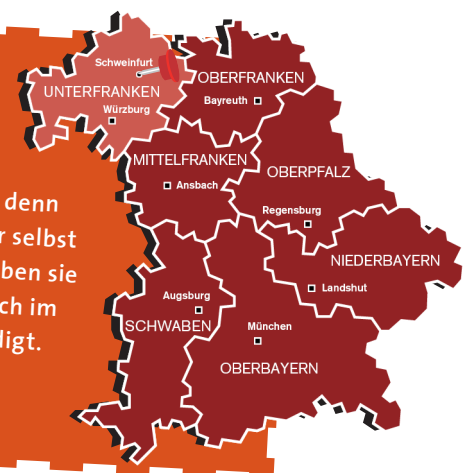 Schweinfurt
OBERFRANKEN
UNTERFRANKEN
Bayreuth
Würzburg
MITTELFRANKEN
OBERPFALZ
Ansbach
denn
Regensburg
selbst
NIEDERBAYERN
ben sie
Landshut
Augsburg
ch im
SCHWABEN
München
ligt.
OBERBAYERN